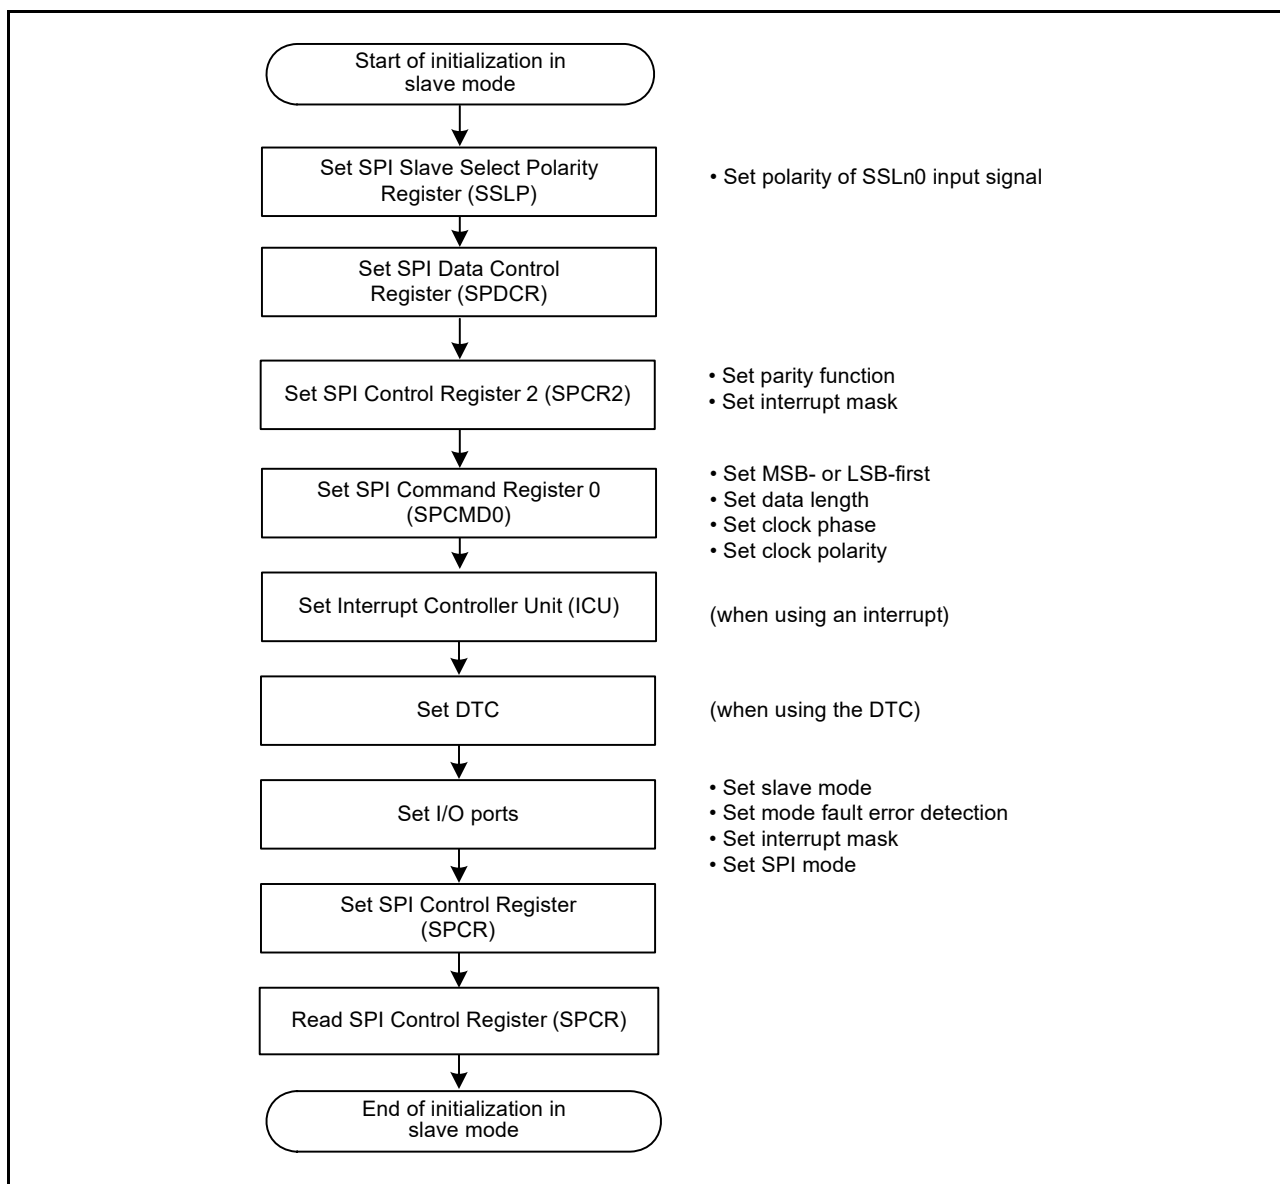 Start of initialization in
slave mode
Set SPI Slave Select Polarity
Register (SSLP)
• Set polarity of SSLn0 input signal
Set SPI Data Control
Register (SPDCR)
Set SPI Control Register 2 (SPCR2)
• Set parity function
• Set interrupt mask
Set SPI Command Register 0
(SPCMD0)
• Set MSB- or LSB-first
• Set data length
• Set clock phase
• Set clock polarity
Set Interrupt Controller Unit (ICU)
(when using an interrupt)
Set DTC
(when using the DTC)
Set I/O ports
• Set slave mode
• Set mode fault error detection
• Set interrupt mask
• Set SPI mode
Set SPI Control Register
(SPCR)
Read SPI Control Register (SPCR)
End of initialization in
slave mode